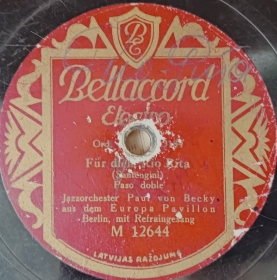 Bellaccord
Electro
Für dich, Rio Rita
(Santeugini)
Paso doble
Jazzorchester Paul von Becky
aus dem Europa Pavillon
Berlin, mit Refraingesang
M 12644
LATVIJAS RAŽOJUMS